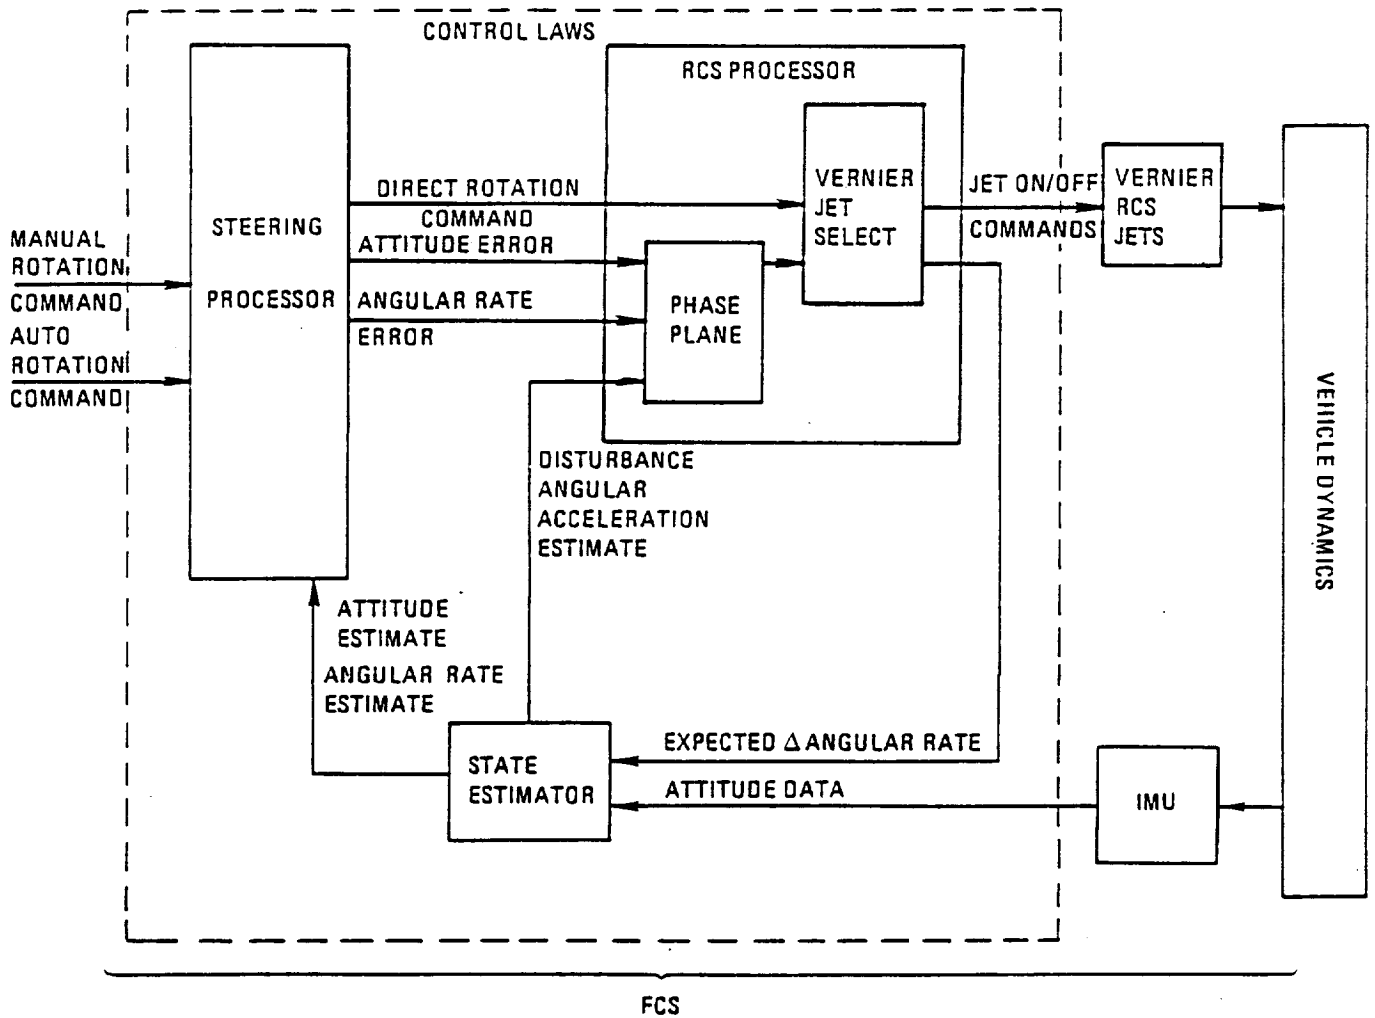 CONTROL LAWS
RCS PROCESSOR
STEERING
PROCESSOR
MANUAL
ROTATION
COMMAND
AUTO
ROTATION
COMMAND
DIRECT ROTATION
COMMAND
ATTITUDE ERROR
ANGULAR RATE
ERROR
PHASE
PLANE
VERNIER
JET
SELECT
JET ON/OFF
COMMANDS
VERNIER
RCS
JETS
VEHICLE DYNAMICS
DISTURBANCE
ANGULAR
ACCELERATION
ESTIMATE
ATTITUDE
ESTIMATE
ANGULAR RATE
ESTIMATE
STATE
ESTIMATOR
EXPECTED Δ ANGULAR RATE
ATTITUDE DATA
IMU
FCS